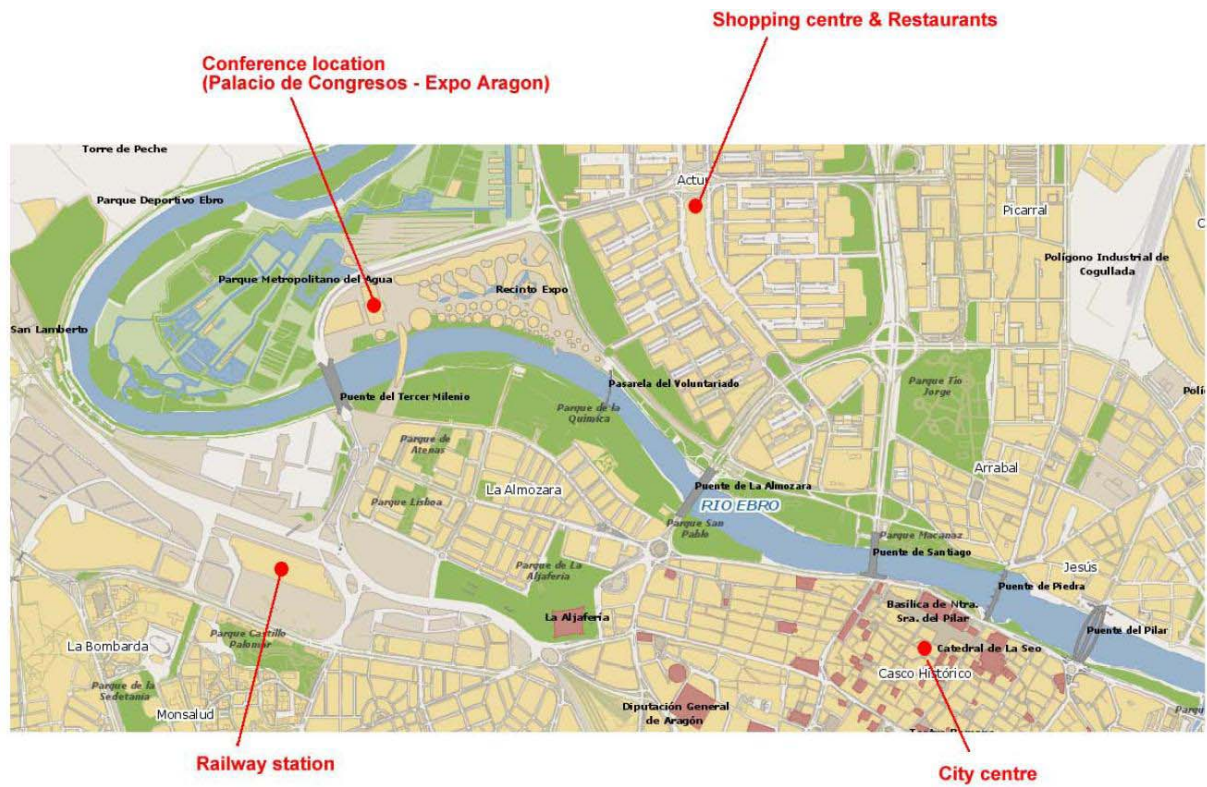 Shopping centre & Restaurants
Conference location
(Palacio de Congresos - Expo Aragon)
Torre de Peche
Actur
Parque Deportivo Ebro
Picarral
Polígono Industrial de
Cogullada
Parque Metropolitano del Agua
Recinto Expo
San Lamberto
Pasarela del Voluntariado
Parque Tío
Jorge
Puente del Tercer Milenio
Parque de la
Química
Parque de
Atenas
Arrabal
La Almozara
Puente de La Almozara
Parque Lisboa
RIO EBRO
Parque San
Pablo
Parque Macanaz
Puente de Santiago
Parque de La
Aljafería
Jesús
Puente de Piedra
La Aljafería
Basílica de Ntra.
Sra. del Pilar
Puente del Pilar
Parque Castillo
Palomar
La Bombarda
Catedral de La Seo
Casco Histórico
Parque de la
Sedetania
Monsalud
Diputación General
de Aragón
Parque
Railway station
City centre